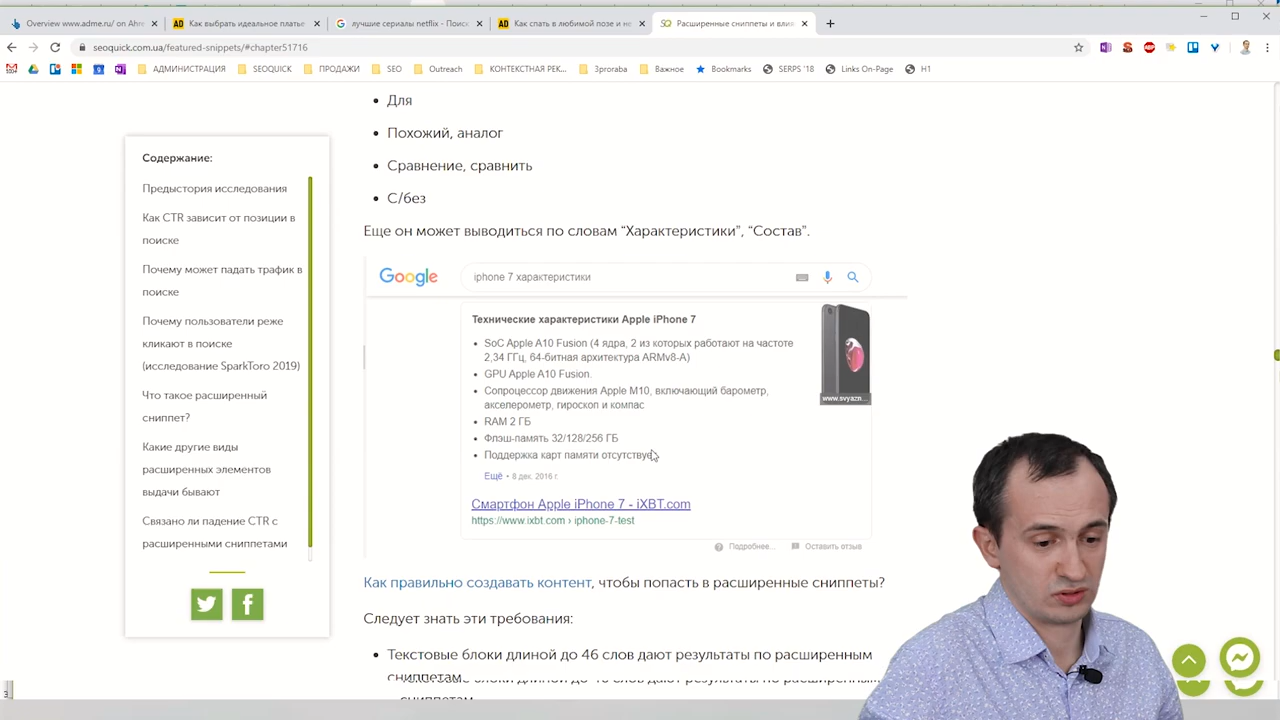 Overview www.adme.ru/ on Ahre
Как выбрать идеальное платье
лучшие сериалы netflix - Поиск
Как спать в любимой позе и не
Расширенные сниппеты и влия
seoquick.com.ua/featured-snippets/#chapter51716
АДМИНИСТРАЦИЯ
SEOQUICK
ПРОДАЖИ
SEO
Outreach
КОНТЕКСТНАЯ РЕК...
3proraba
Важное
Bookmarks
SERPS '18
Links On-Page
H1
Содержание:
Предыстория исследования
Как CTR зависит от позиции в
поиске
Почему может падать трафик в
поиске
Почему пользователи реже
кликают в поиске
(исследование SparkToro 2019)
Что такое расширенный
сниппет?
Какие другие виды
расширенных элементов
выдачи бывают
Связано ли падение CTR с
расширенными сниппетами
Для
Похожий, аналог
Сравнение, сравнить
С/без
Еще он может выводиться по словам “Характеристики”, “Состав”.
Google
iphone 7 характеристики
Технические характеристики Apple iPhone 7
SoC Apple A10 Fusion (4 ядра, 2 из которых работают на частоте
2,34 ГГц, 64-битная архитектура ARMv8-A)
GPU Apple A10 Fusion.
Сопроцессор движения Apple M10, включающий барометр,
акселерометр, гироскоп и компас
RAM 2 ГБ
Флэш-память 32/128/256 ГБ
Поддержка карт памяти отсутствует
Ещё • 8 дек. 2016 г.
www.svyazn...
Смартфон Apple iPhone 7 - iXBT.com
https://www.ixbt.com › iphone-7-test
Подробнее...
Оставить отзыв
Как правильно создавать контент, чтобы попасть в расширенные сниппеты?
Следует знать эти требования:
Текстовые блоки длиной до 46 слов дают результаты по расширенным
сниппетам